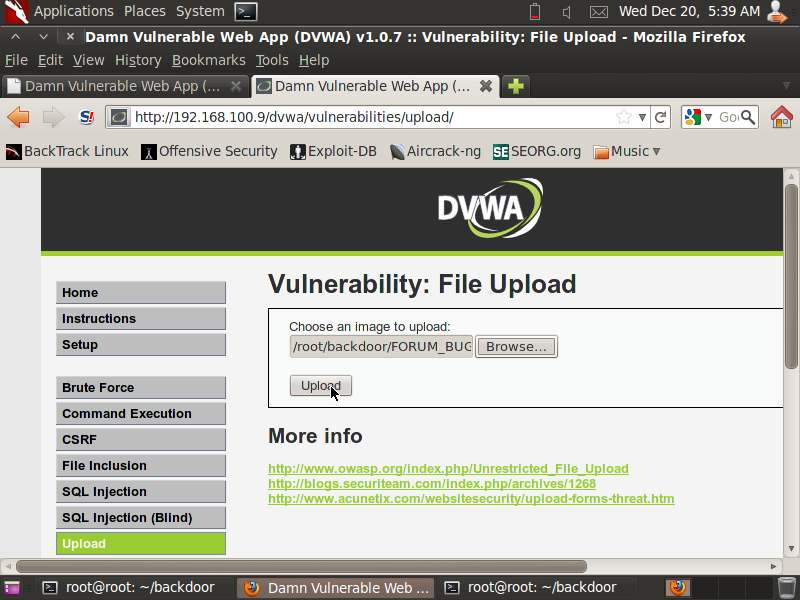 Applications Places System Wed Dec 20, 5:39 AM
Damn Vulnerable Web App (DVWA) v1.0.7 :: Vulnerability: File Upload - Mozilla Firefox
File Edit View History Bookmarks Tools Help
Damn Vulnerable Web App (... Damn Vulnerable Web App (...
http://192.168.100.9/dvwa/vulnerabilities/upload/ Go
BackTrack Linux Offensive Security Exploit-DB Aircrack-ng SE SEORG.org Music
DVWA
Vulnerability: File Upload
Choose an image to upload:
/root/backdoor/FORUM_BUG Browse...
Upload
More info
http://www.owasp.org/index.php/Unrestricted_File_Upload
http://blogs.securiteam.com/index.php/archives/1268
http://www.acunetix.com/websitesecurity/upload-forms-threat.htm
Home
Instructions
Setup
Brute Force
Command Execution
CSRF
File Inclusion
SQL Injection
SQL Injection (Blind)
Upload
root@root: ~/backdoor Damn Vulnerable Web ... root@root: ~/backdoor